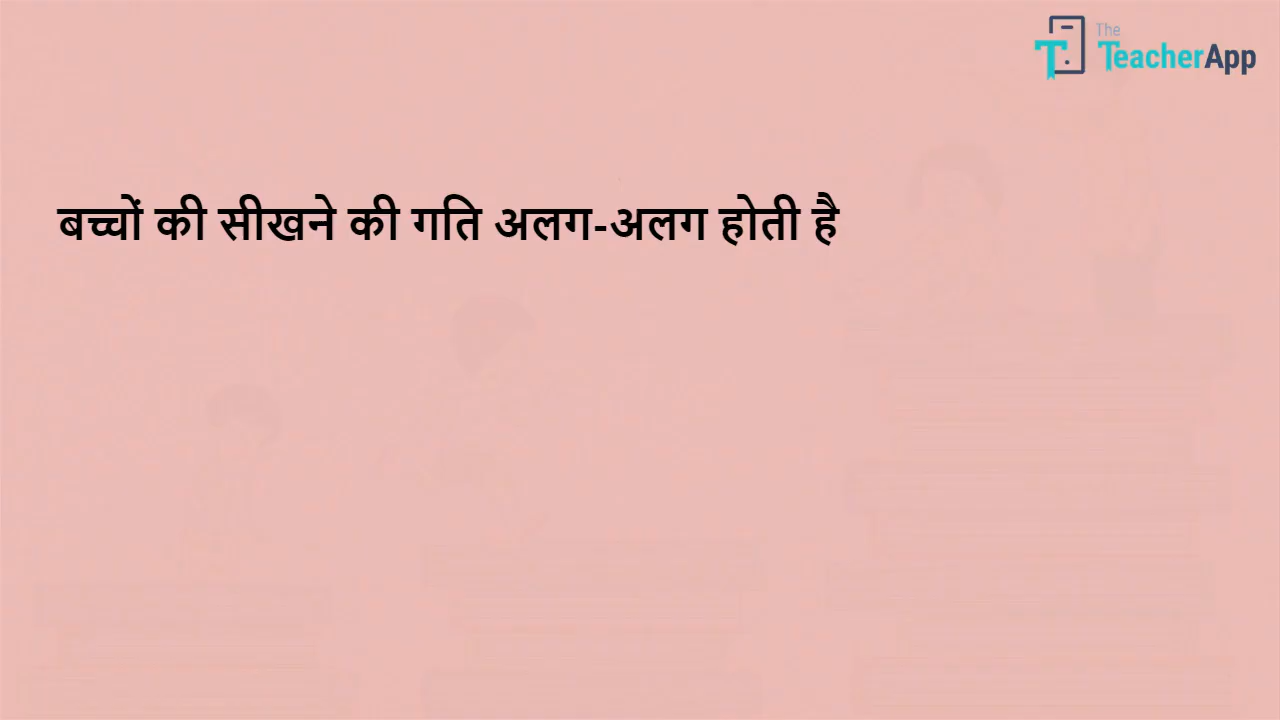 The
TeacherApp
बच्चों की सीखने की गति अलग-अलग होती है